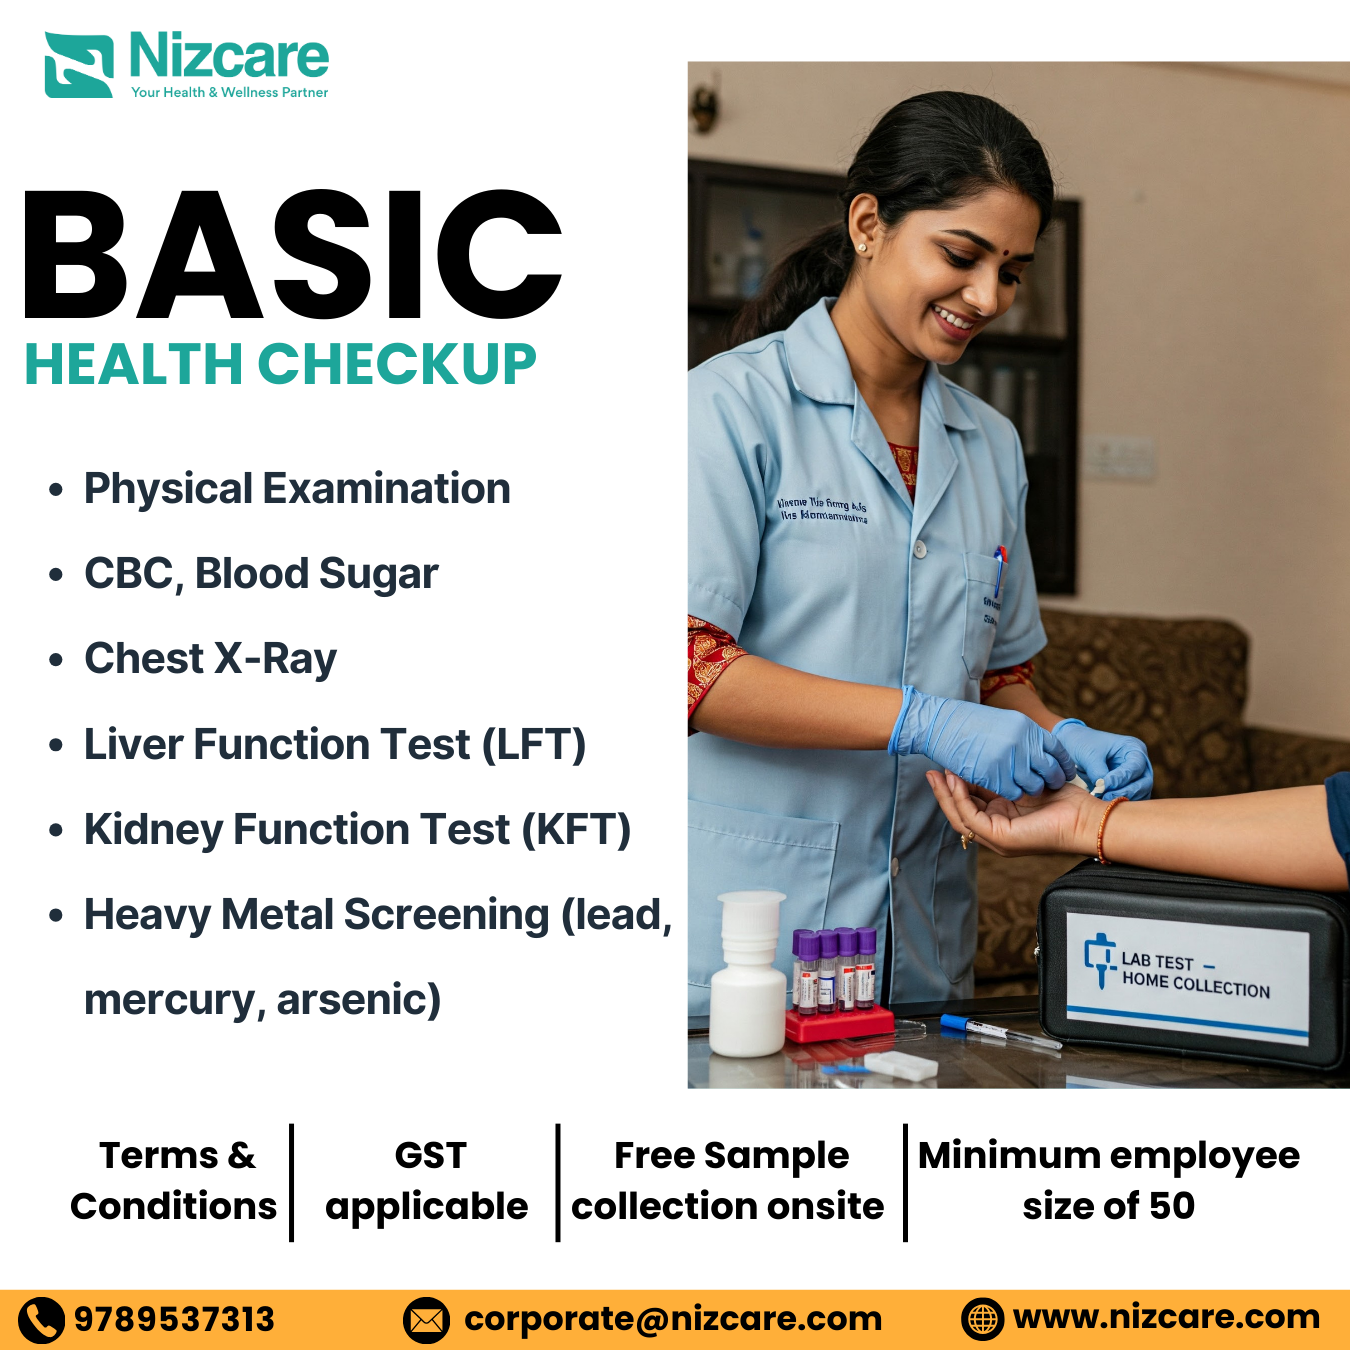 Nizcare
Your Health & Wellness Partner
BASIC
HEALTH CHECKUP
• Physical Examination
• CBC, Blood Sugar
• Chest X-Ray
• Liver Function Test (LFT)
• Kidney Function Test (KFT)
• Heavy Metal Screening (lead,
mercury, arsenic)
LAB TEST –
HOME COLLECTION
Terms &
Conditions
GST
applicable
Free Sample
collection onsite
Minimum employee
size of 50
9789537313
corporate@nizcare.com
www.nizcare.com